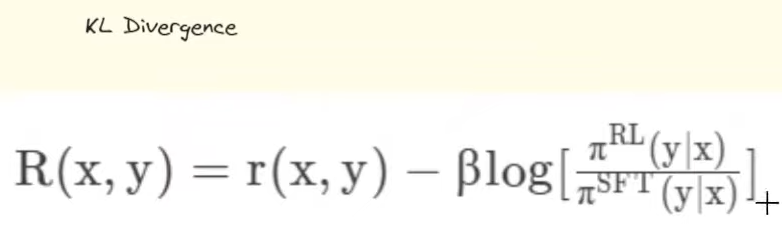 KL Divergence
R(x, y) = r(x, y) − βlog[π^RL(y|x) / π^SFT(y|x)]